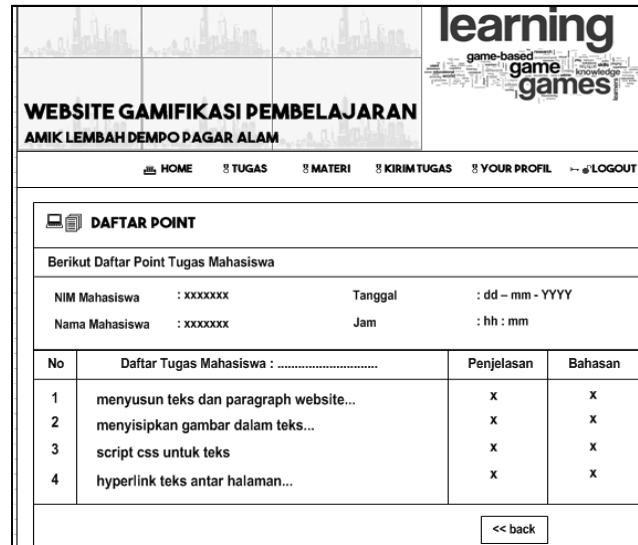 learning
game-based research
game knowledge
games
skills
WEBSITE GAMIFIKASI PEMBELAJARAN
AMIK LEMBAH DEMPO PAGAR ALAM
HOME TUGAS MATERI KIRIM TUGAS YOUR PROFIL LOGOUT
DAFTAR POINT
Berikut Daftar Point Tugas Mahasiswa
NIM Mahasiswa : xxxxxxx Tanggal : dd – mm - YYYY
Nama Mahasiswa : xxxxxxx Jam : hh : mm
No Daftar Tugas Mahasiswa : .............................. Penjelasan Bahasan
1 menyusun teks dan paragraph website... x x
2 menyisipkan gambar dalam teks... x x
3 script css untuk teks x x
4 hyperlink teks antar halaman... x x
<< back